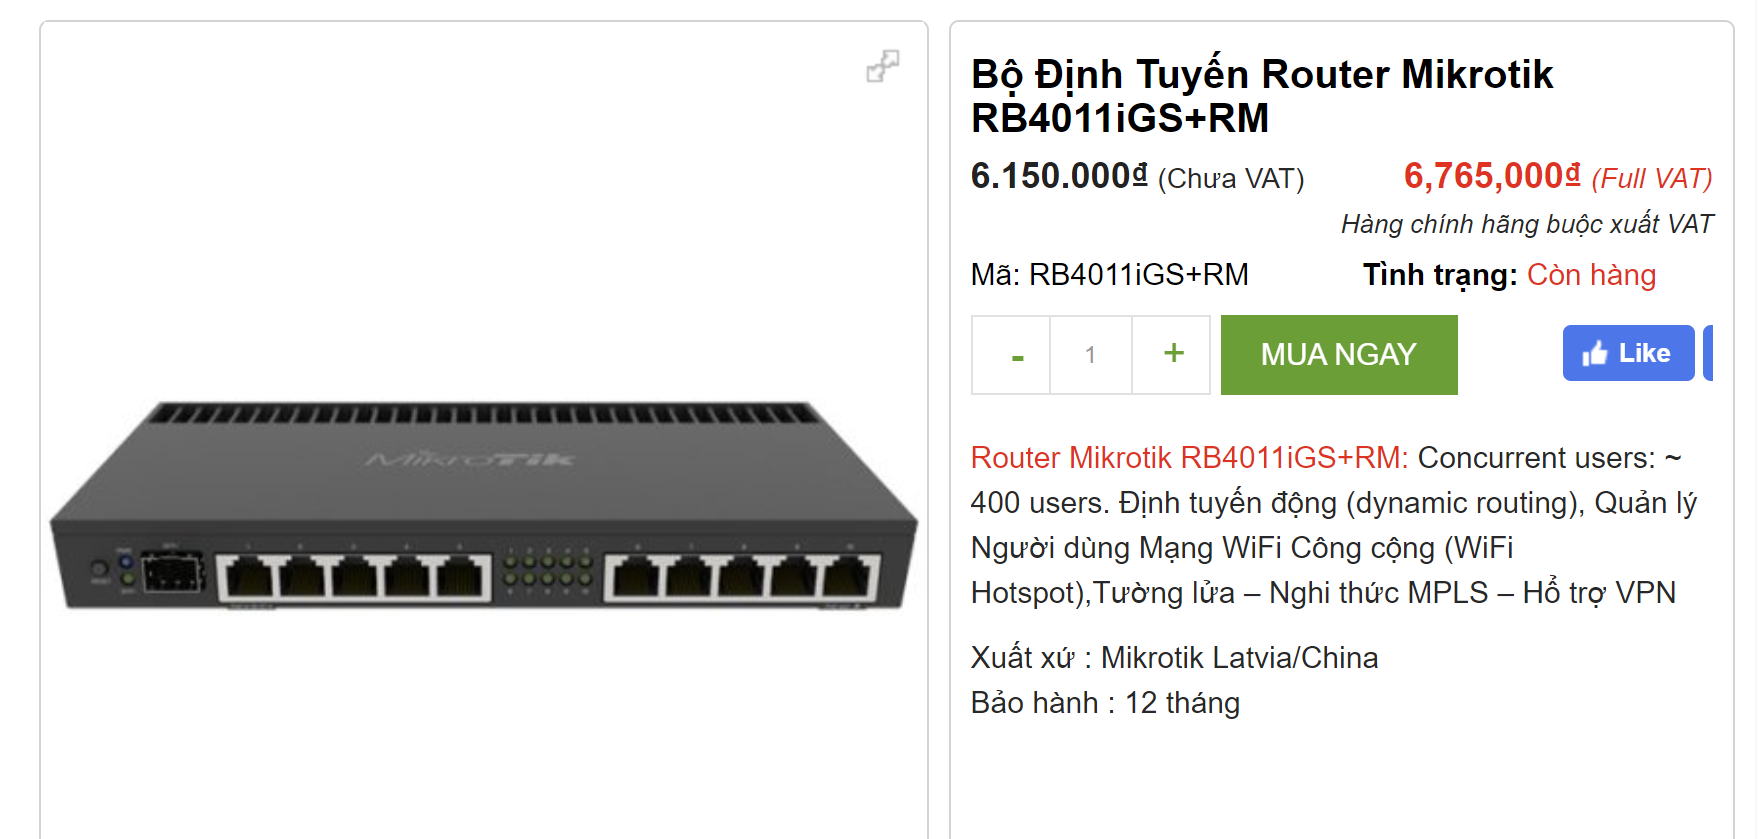 Bộ Định Tuyến Router Mikrotik
RB4011iGS+RM
6.150.000₫ (Chưa VAT) 6,765,000₫ (Full VAT)
Hàng chính hãng buộc xuất VAT
Mã: RB4011iGS+RM Tình trạng: Còn hàng
- 1 + MUA NGAY Like
Router Mikrotik RB4011iGS+RM: Concurrent users: ~
400 users. Định tuyến động (dynamic routing), Quản lý
Người dùng Mạng WiFi Công cộng (WiFi
Hotspot),Tường lửa – Nghi thức MPLS – Hổ trợ VPN
Xuất xứ : Mikrotik Latvia/China
Bảo hành : 12 tháng
MikroTik